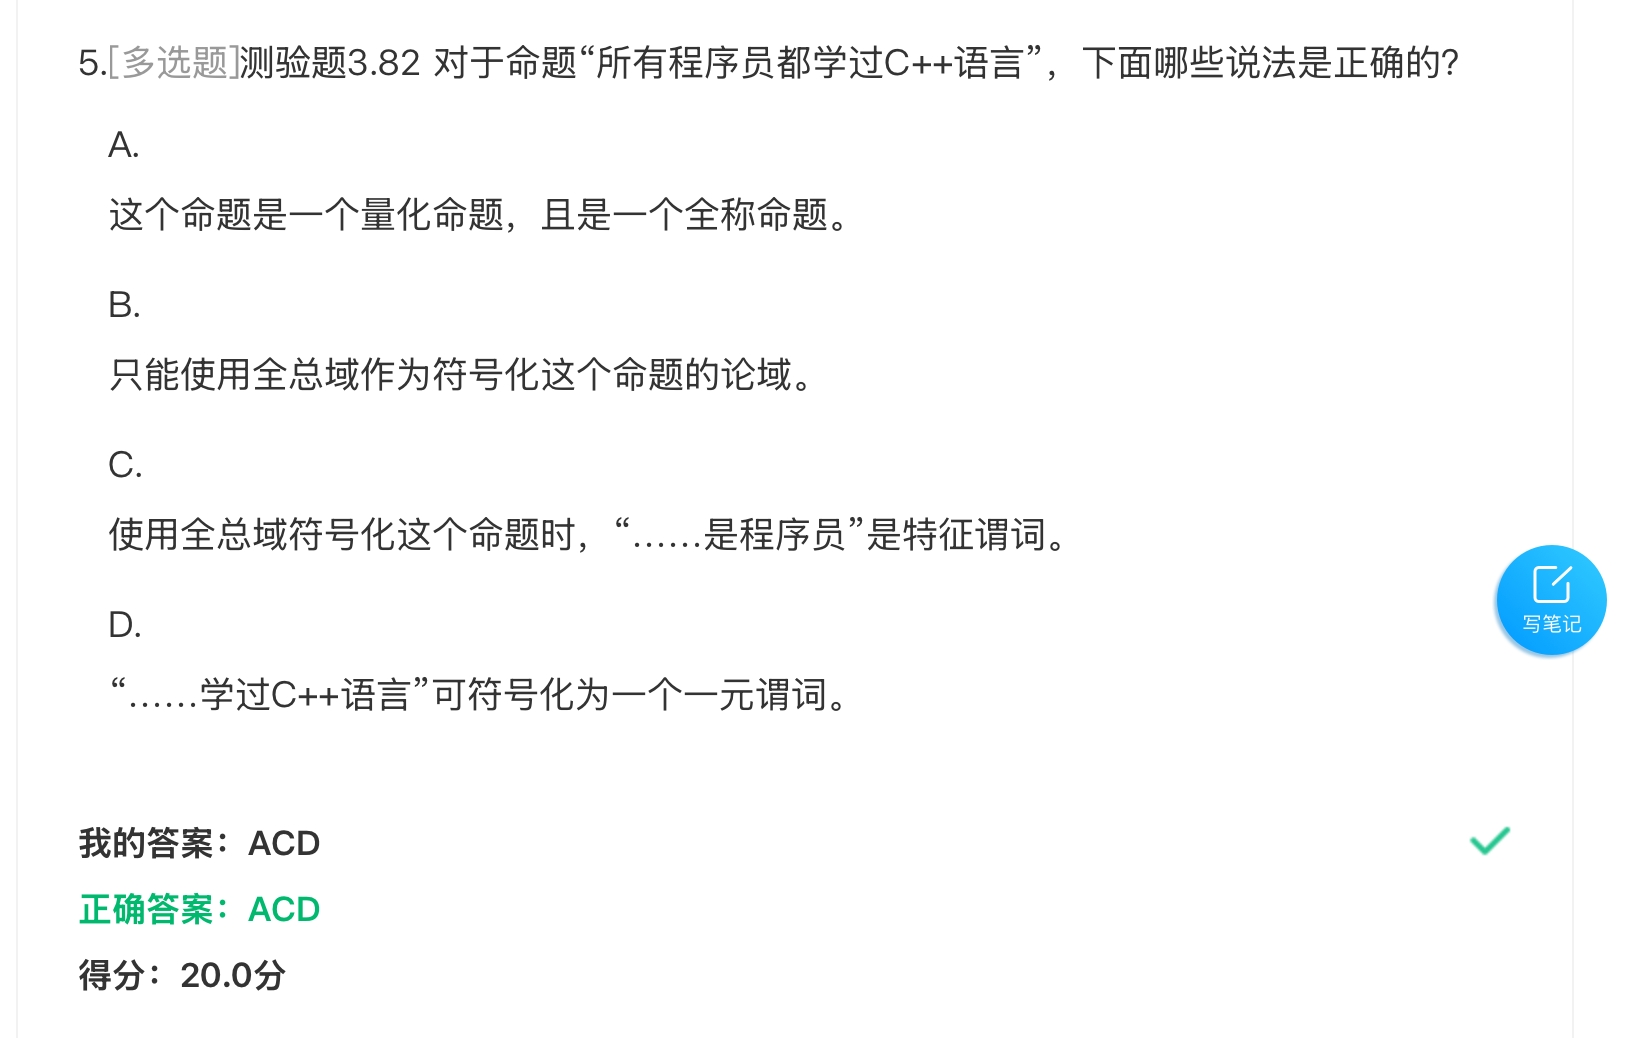 5.[多选题]测验题3.82 对于命题“所有程序员都学过C++语言”，下面哪些说法是正确的?
A.
这个命题是一个量化命题，且是一个全称命题。
B.
只能使用全总域作为符号化这个命题的论域。
C.
使用全总域符号化这个命题时，“……是程序员”是特征谓词。
D.
“……学过C++语言”可符号化为一个一元谓词。
写笔记
我的答案：ACD
正确答案：ACD
得分：20.0分